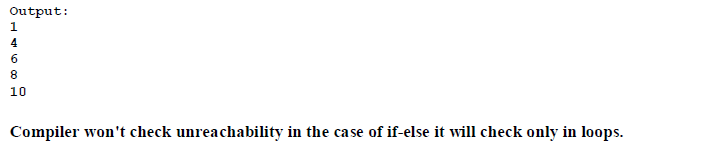 Output:
1
4
6
8
10
Compiler won't check unreachability in the case of if-else it will check only in loops.